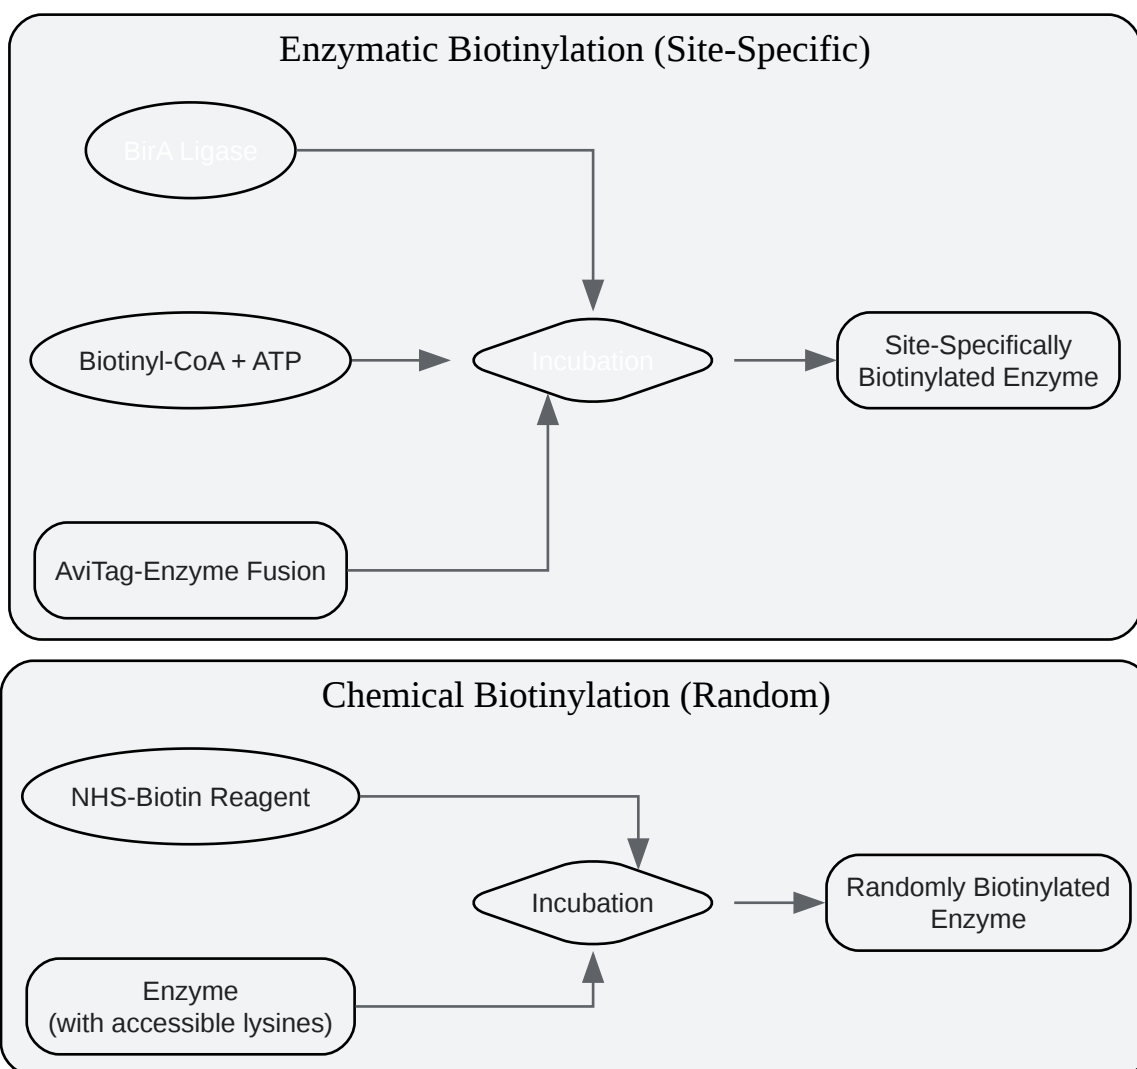 Enzymatic Biotinylation (Site-Specific)
BirA Ligase
Biotinyl-CoA + ATP
Incubation
Site-Specifically
Biotinylated Enzyme
AviTag-Enzyme Fusion
Chemical Biotinylation (Random)
NHS-Biotin Reagent
Incubation
Randomly Biotinylated
Enzyme
Enzyme
(with accessible lysines)